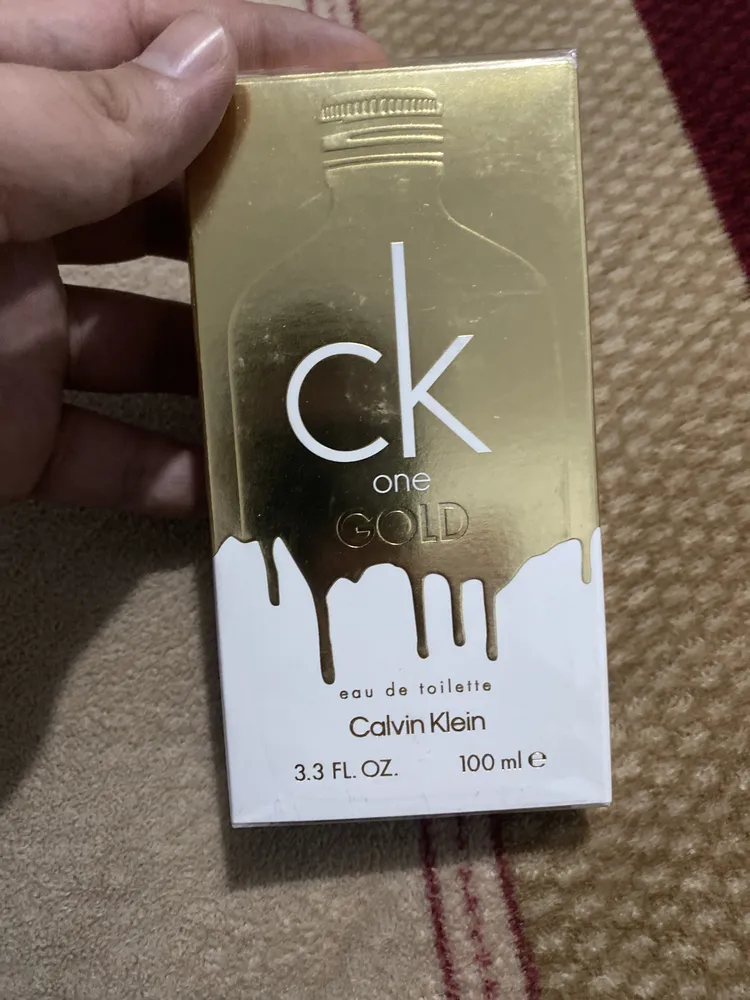 ck
one
GOLD
eau de toilette
Calvin Klein
3.3 FL. OZ. 100 ml ℮